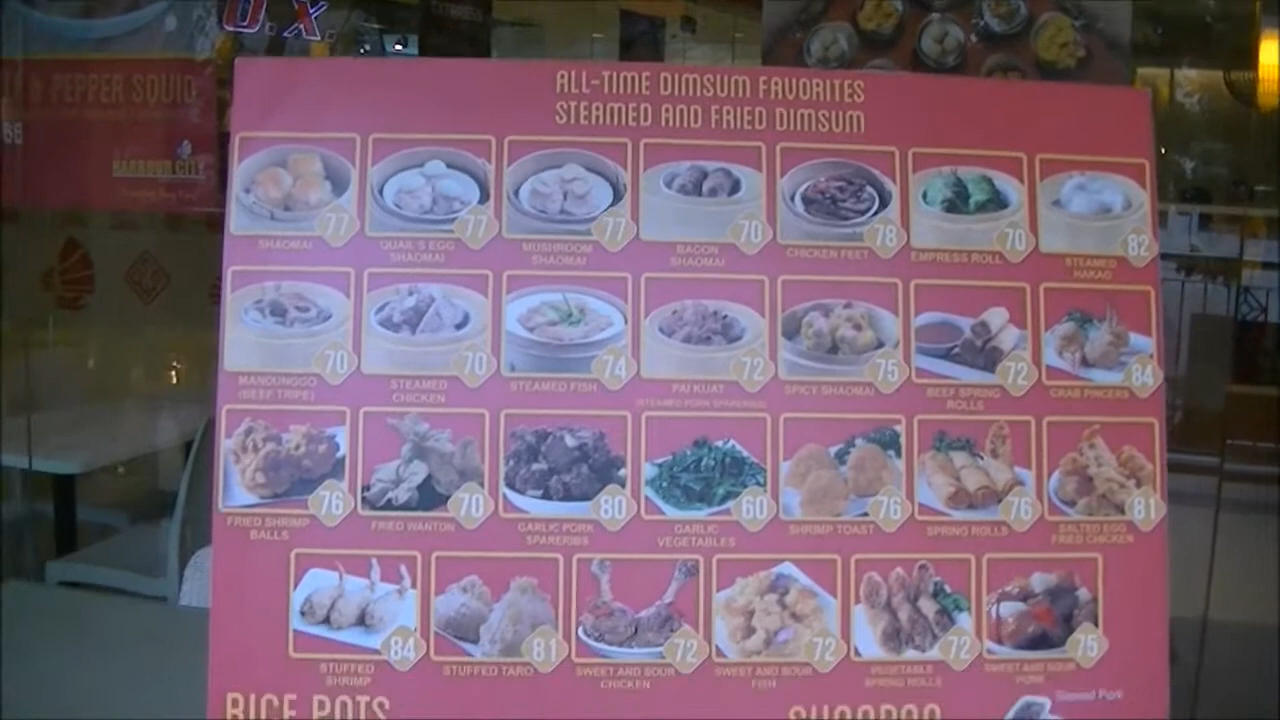 O.X.
& PEPPER SQUID
68
HARBOUR CITY
ALL-TIME DIMSUM FAVORITES
STEAMED AND FRIED DIMSUM
77 77 77 70 78 70 82
SHAOMAI
QUAIL'S EGG
SHAOMAI
MUSHROOM
SHAOMAI
BACON
SHAOMAI
CHICKEN FEET
EMPRESS ROLL
STEAMED
HAKAO
70 70 74 72 75 72 84
MANDUNGGO
(BEEF TRIPE)
STEAMED
CHICKEN
STEAMED FISH
PAI KUAT
(STEAMED PORK SPARERIBS)
SPICY SHAOMAI
BEEF SPRING
ROLLS
CRAB PINCERS
76 70 80 60 76 76 81
FRIED SHRIMP
BALLS
FRIED WANTON
GARLIC PORK
SPARERIBS
GARLIC
VEGETABLES
SHRIMP TOAST
SPRING ROLLS
SALTED EGG
FRIED CHICKEN
84 81 72 72 72 75
STUFFED
SHRIMP
STUFFED TARO
SWEET AND SOUR
CHICKEN
SWEET AND SOUR
FISH
VEGETABLE
SPRING ROLLS
SWEET AND SOUR
PORK
RICE POTS
Steamed Pork